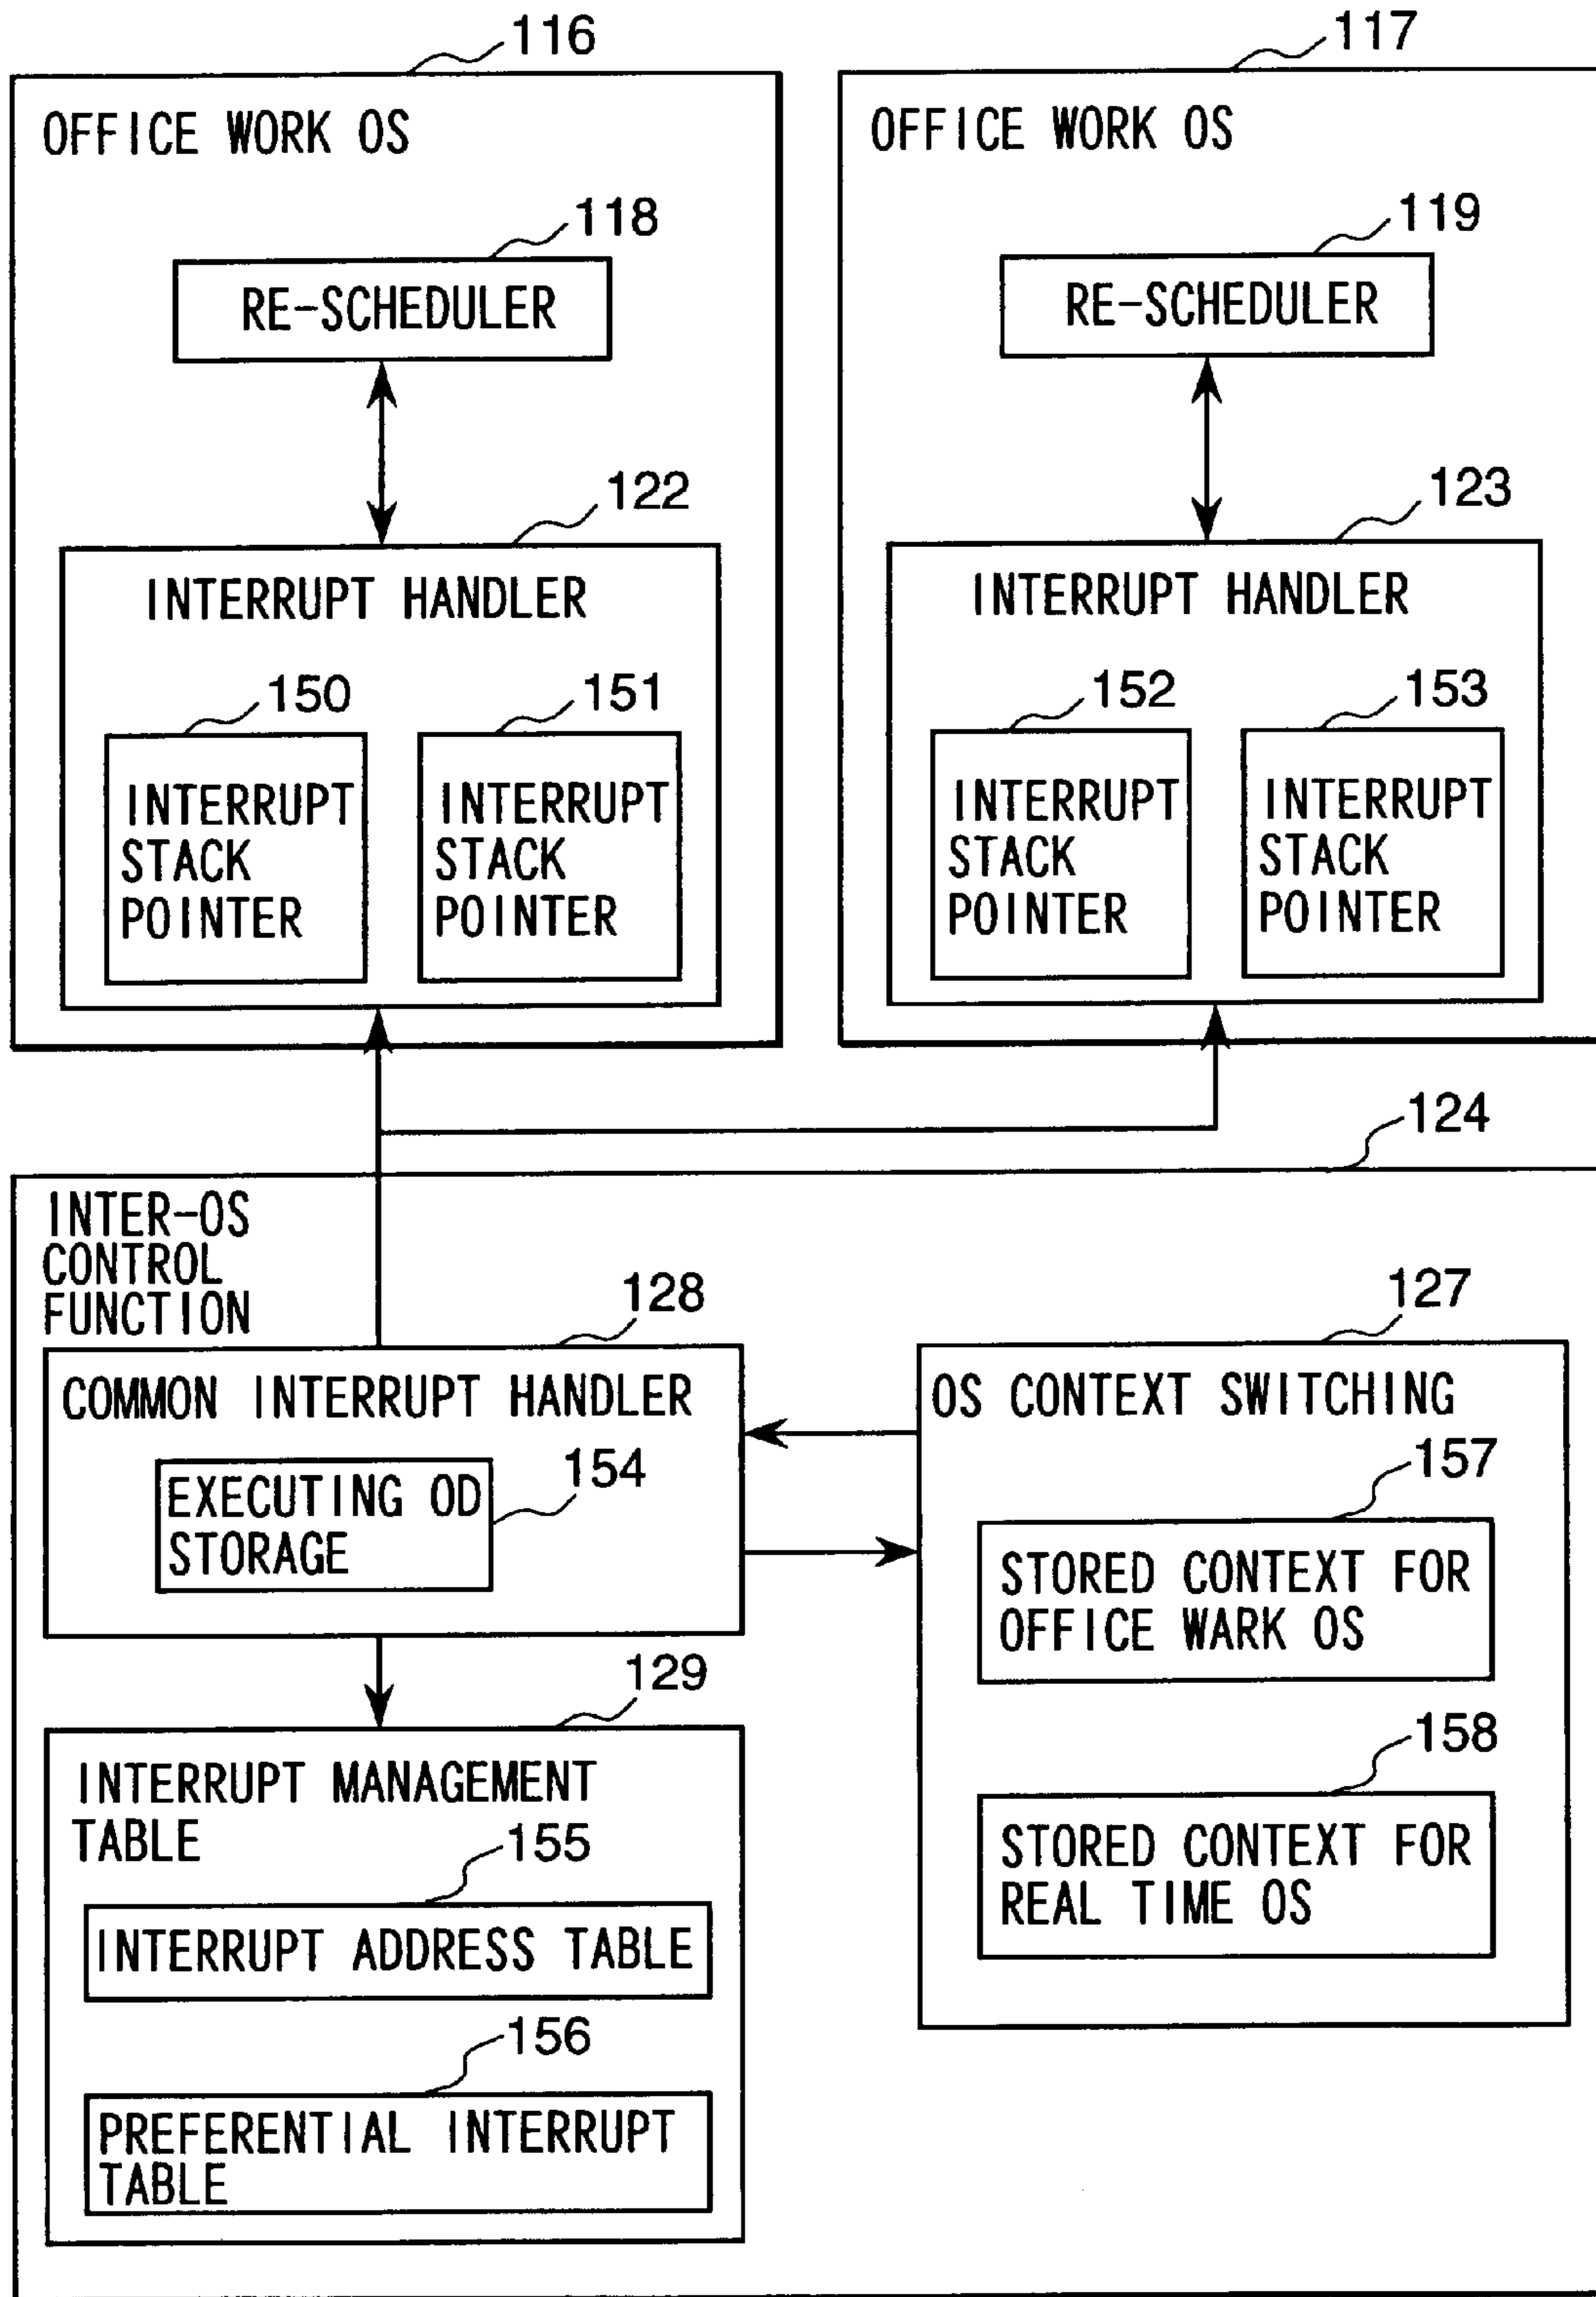 116
OFFICE WORK OS
118
RE-SCHEDULER
122
INTERRUPT HANDLER
150
INTERRUPT
STACK
POINTER
151
INTERRUPT
STACK
POINTER
117
OFFICE WORK OS
119
RE-SCHEDULER
123
INTERRUPT HANDLER
152
INTERRUPT
STACK
POINTER
153
INTERRUPT
STACK
POINTER
124
INTER-OS
CONTROL
FUNCTION
128
COMMON INTERRUPT HANDLER
154
EXECUTING OD
STORAGE
127
OS CONTEXT SWITCHING
157
STORED CONTEXT FOR
OFFICE WARK OS
158
STORED CONTEXT FOR
REAL TIME OS
129
INTERRUPT MANAGEMENT
TABLE
155
INTERRUPT ADDRESS TABLE
156
PREFERENTIAL INTERRUPT
TABLE